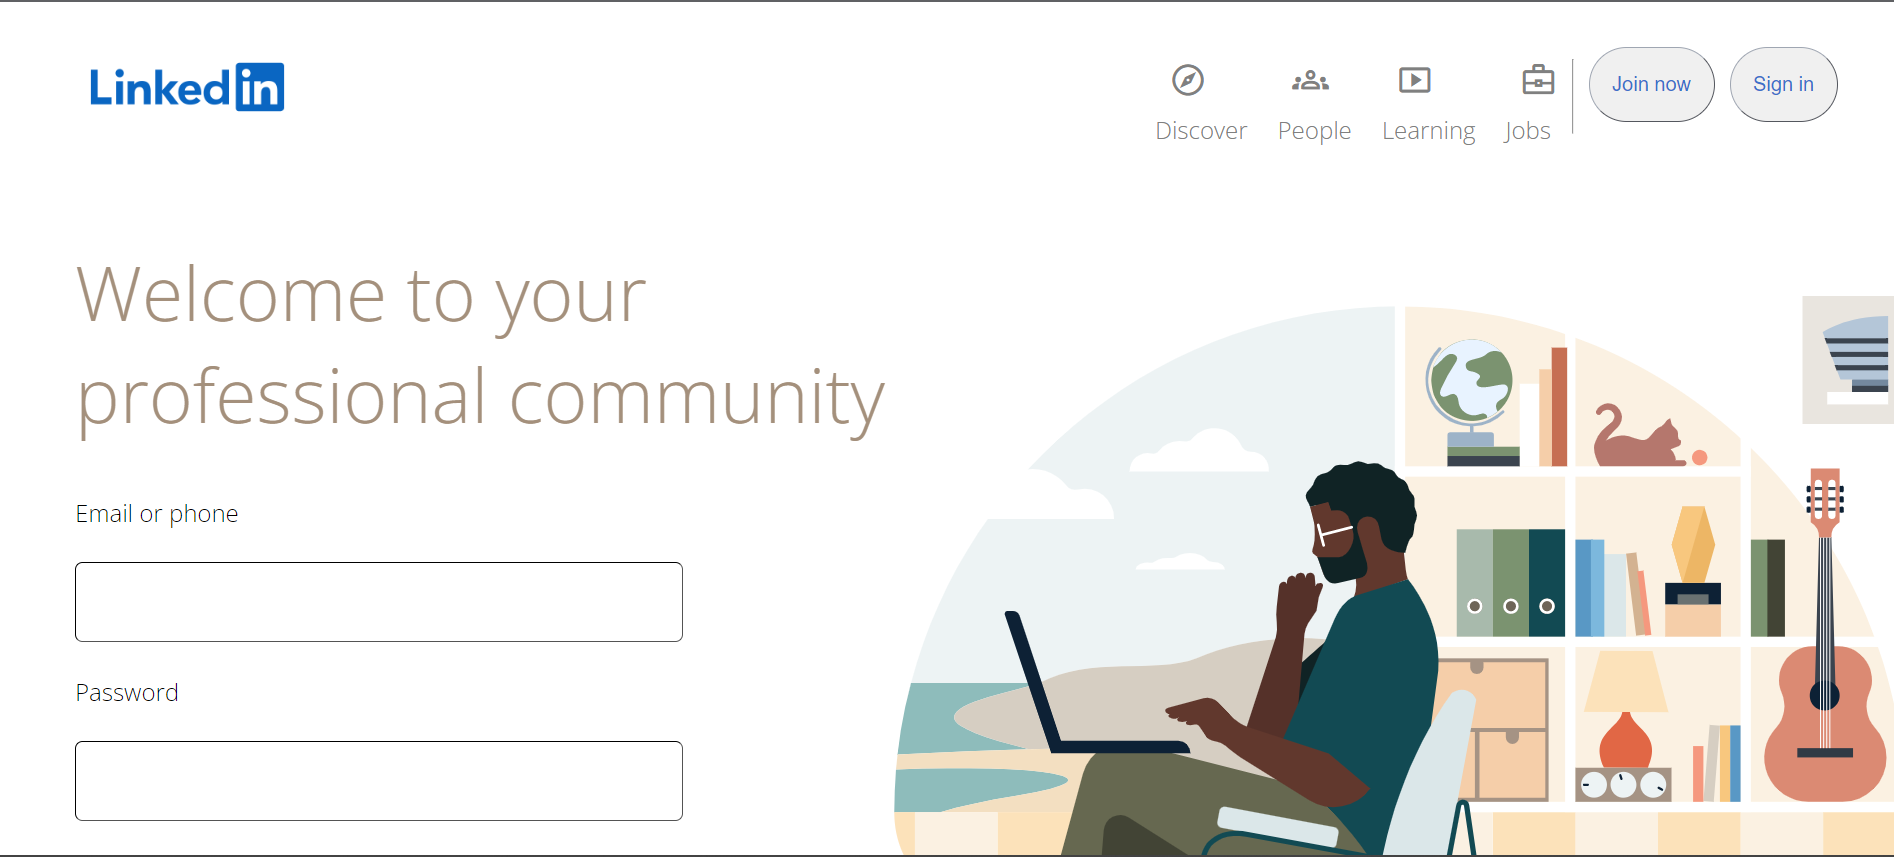 Linkedin
Discover
People
Learning
Jobs
Join now
Sign in
Welcome to your
professional community
Email or phone
Password